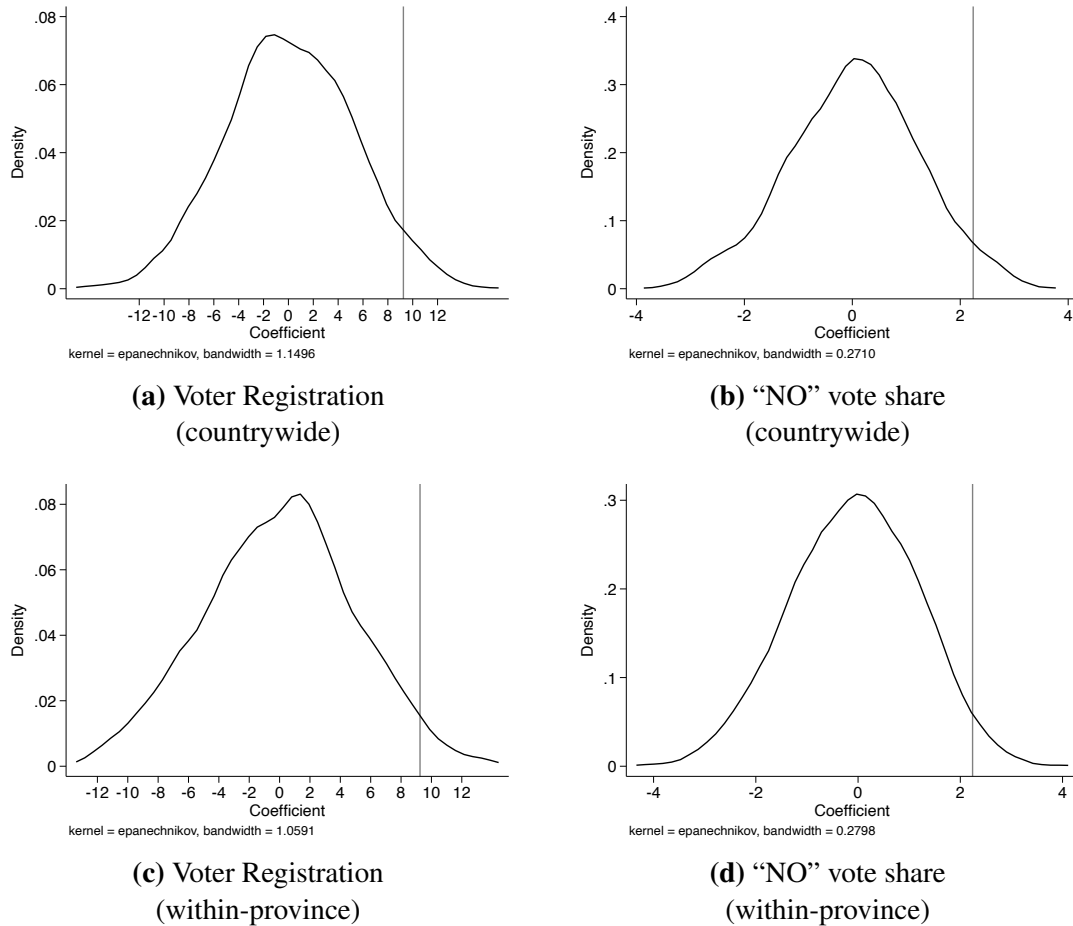 .08
.06
.04
.02
0
Density
-12 -10 -8 -6 -4 -2 0 2 4 6 8 10 12
Coefficient
kernel = epanechnikov, bandwidth = 1.1496
(a) Voter Registration
(countrywide)
.4
.3
.2
.1
0
Density
-4 -2 0 2 4
Coefficient
kernel = epanechnikov, bandwidth = 0.2710
(b) “NO” vote share
(countrywide)
.08
.06
.04
.02
0
Density
-12 -10 -8 -6 -4 -2 0 2 4 6 8 10 12
Coefficient
kernel = epanechnikov, bandwidth = 1.0591
(c) Voter Registration
(within-province)
.3
.2
.1
0
Density
-4 -2 0 2 4
Coefficient
kernel = epanechnikov, bandwidth = 0.2798
(d) “NO” vote share
(within-province)